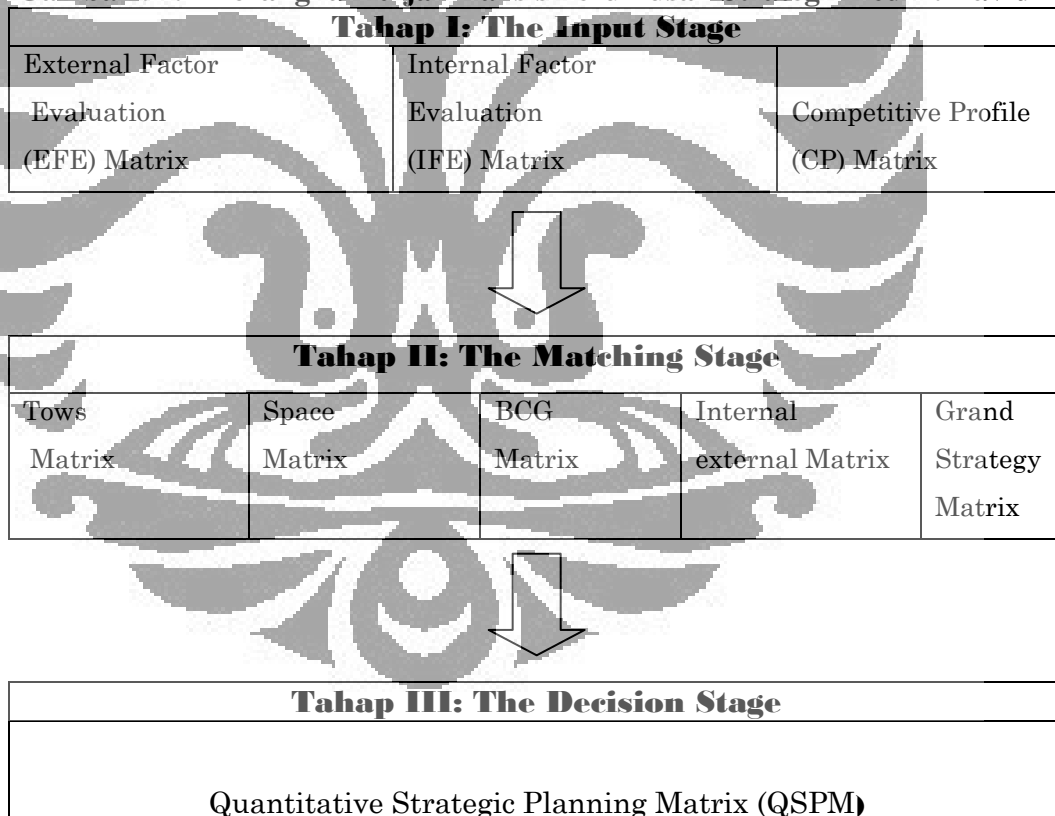 Tahap I: The Input Stage
External Factor
Evaluation
(EFE) Matrix
Internal Factor
Evaluation
(IFE) Matrix
Competitive Profile
(CP) Matrix
Tahap II: The Matching Stage
Tows
Matrix
Space
Matrix
BCG
Matrix
Internal
external Matrix
Grand
Strategy
Matrix
Tahap III: The Decision Stage
Quantitative Strategic Planning Matrix (QSPM)